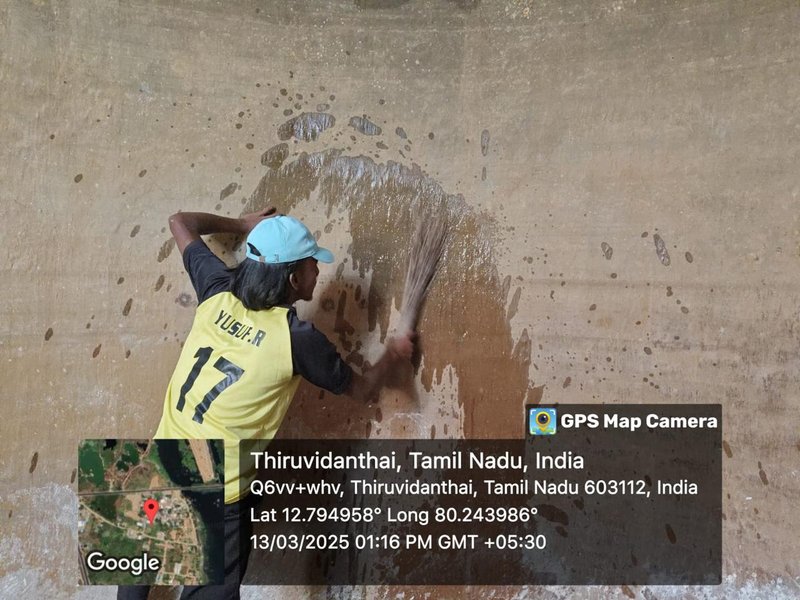 YUSUF.R
17
GPS Map Camera
Thiruvidanthai, Tamil Nadu, India
Q6vv+whv, Thiruvidanthai, Tamil Nadu 603112, India
Lat 12.794958° Long 80.243986°
13/03/2025 01:16 PM GMT +05:30
Google